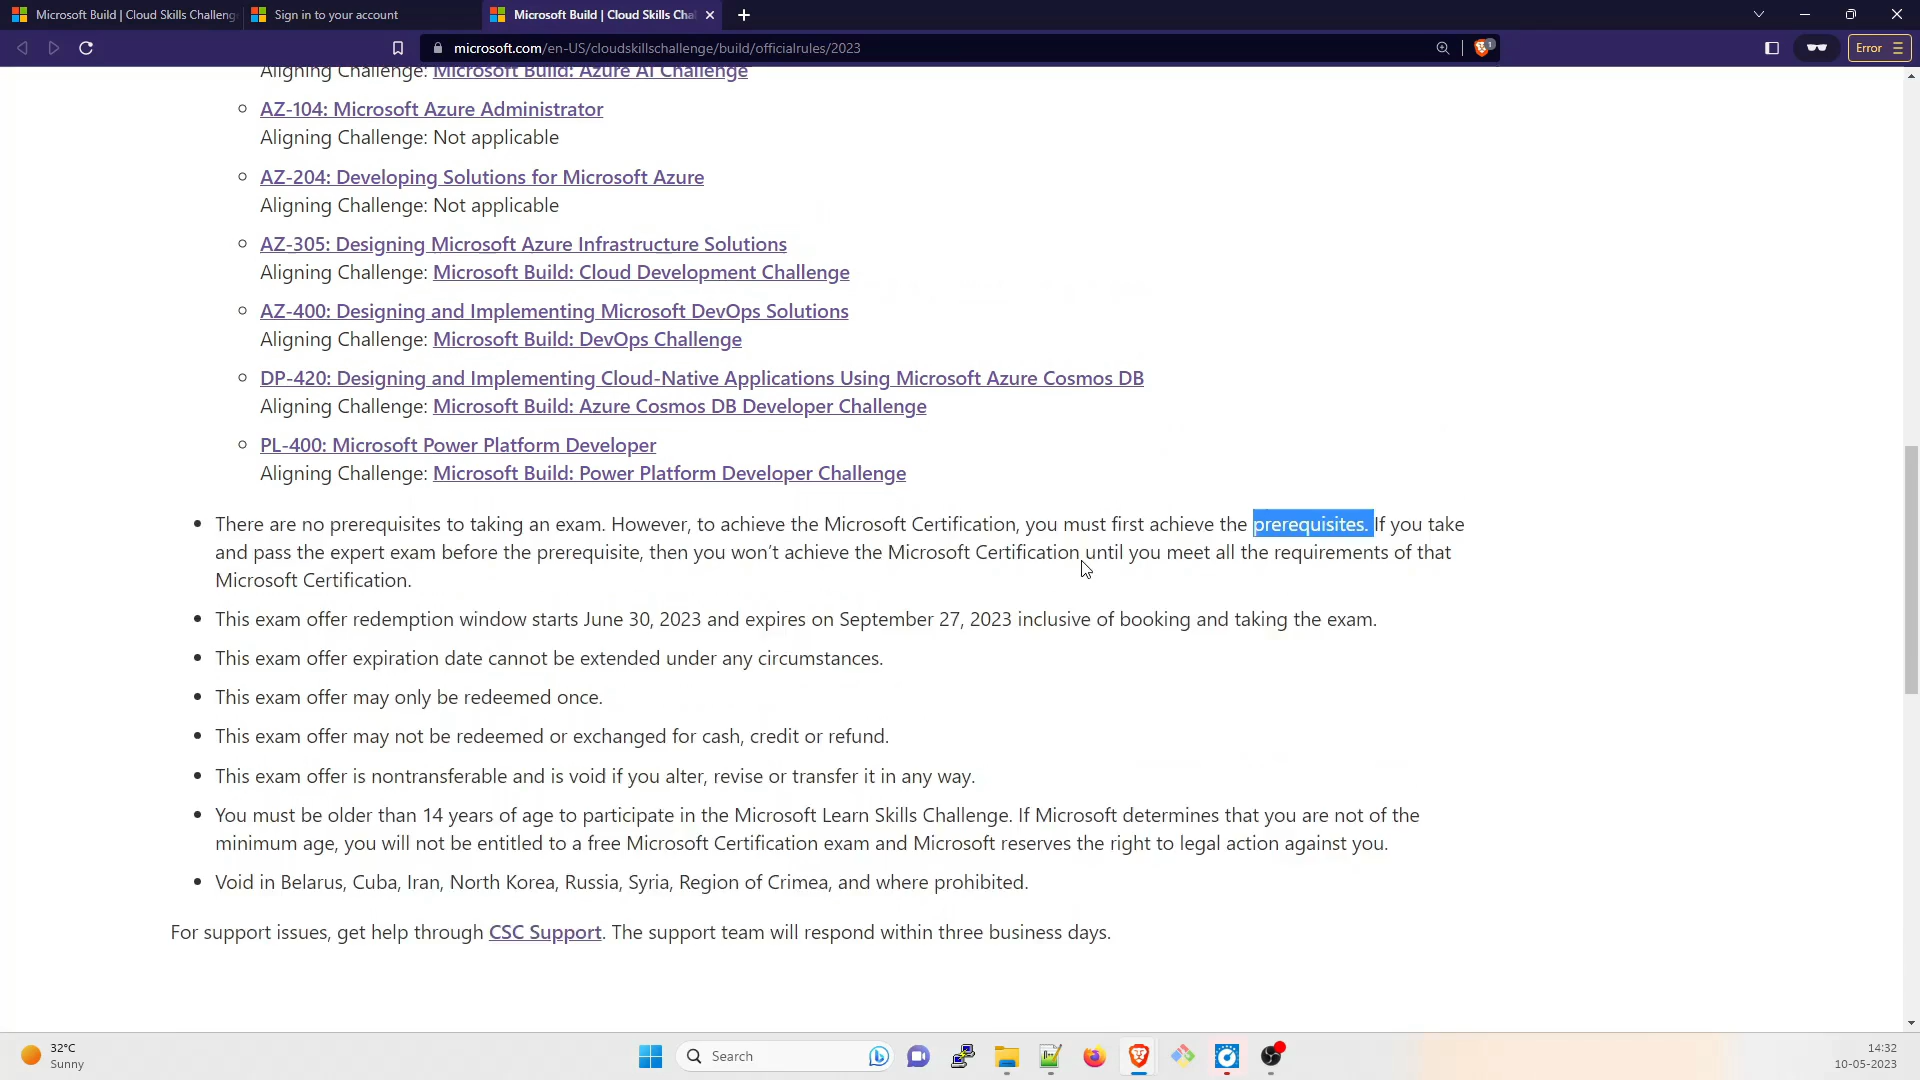 Microsoft Build | Cloud Skills Challeng
Sign in to your account
Microsoft Build | Cloud Skills Cha
microsoft.com/en-US/cloudskillschallenge/build/officialrules/2023
1
Error
Aligning Challenge: Microsoft Build: Azure AI Challenge
AZ-104: Microsoft Azure Administrator
Aligning Challenge: Not applicable
AZ-204: Developing Solutions for Microsoft Azure
Aligning Challenge: Not applicable
AZ-305: Designing Microsoft Azure Infrastructure Solutions
Aligning Challenge: Microsoft Build: Cloud Development Challenge
AZ-400: Designing and Implementing Microsoft DevOps Solutions
Aligning Challenge: Microsoft Build: DevOps Challenge
DP-420: Designing and Implementing Cloud-Native Applications Using Microsoft Azure Cosmos DB
Aligning Challenge: Microsoft Build: Azure Cosmos DB Developer Challenge
PL-400: Microsoft Power Platform Developer
Aligning Challenge: Microsoft Build: Power Platform Developer Challenge
There are no prerequisites to taking an exam. However, to achieve the Microsoft Certification, you must first achieve the prerequisites. If you take
and pass the expert exam before the prerequisite, then you won’t achieve the Microsoft Certification until you meet all the requirements of that
Microsoft Certification.
This exam offer redemption window starts June 30, 2023 and expires on September 27, 2023 inclusive of booking and taking the exam.
This exam offer expiration date cannot be extended under any circumstances.
This exam offer may only be redeemed once.
This exam offer may not be redeemed or exchanged for cash, credit or refund.
This exam offer is nontransferable and is void if you alter, revise or transfer it in any way.
You must be older than 14 years of age to participate in the Microsoft Learn Skills Challenge. If Microsoft determines that you are not of the
minimum age, you will not be entitled to a free Microsoft Certification exam and Microsoft reserves the right to legal action against you.
Void in Belarus, Cuba, Iran, North Korea, Russia, Syria, Region of Crimea, and where prohibited.
For support issues, get help through CSC Support. The support team will respond within three business days.
32°C
Sunny
Search
14:32
10-05-2023